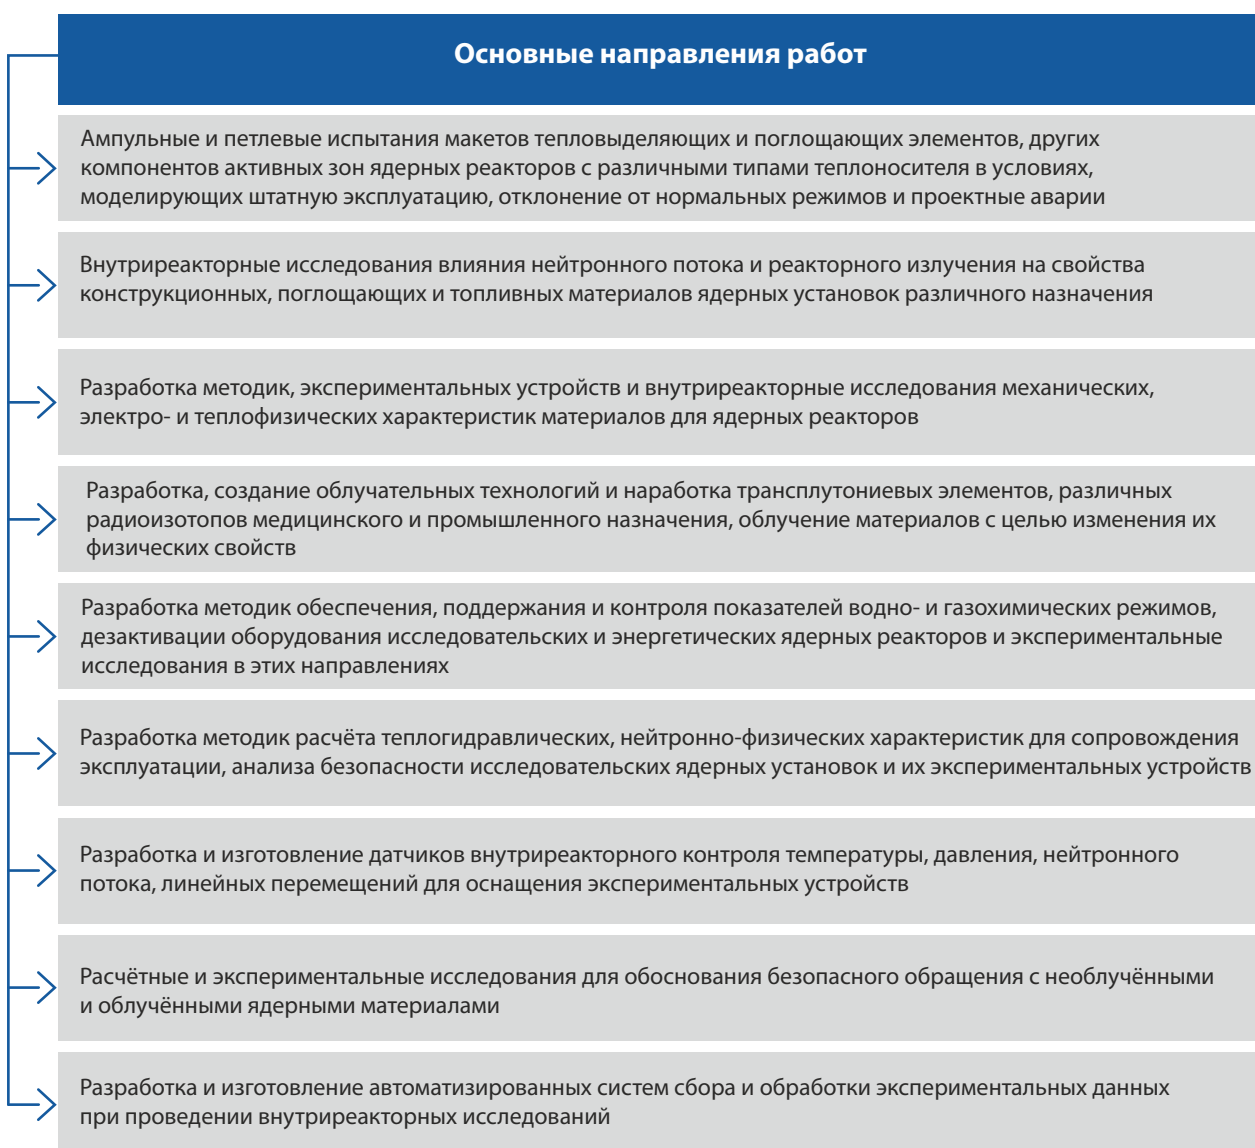 Основные направления работ
Ампульные и петлевые испытания макетов тепловыделяющих и поглощающих элементов, других
компонентов активных зон ядерных реакторов с различными типами теплоносителя в условиях,
моделирующих штатную эксплуатацию, отклонение от нормальных режимов и проектные аварии
Внутриреакторные исследования влияния нейтронного потока и реакторного излучения на свойства
конструкционных, поглощающих и топливных материалов ядерных установок различного назначения
Разработка методик, экспериментальных устройств и внутриреакторные исследования механических,
электро- и теплофизических характеристик материалов для ядерных реакторов
Разработка, создание облучательных технологий и наработка трансплутониевых элементов, различных
радиоизотопов медицинского и промышленного назначения, облучение материалов с целью изменения их
физических свойств
Разработка методик обеспечения, поддержания и контроля показателей водно- и газохимических режимов,
дезактивации оборудования исследовательских и энергетических ядерных реакторов и экспериментальные
исследования в этих направлениях
Разработка методик расчёта теплогидравлических, нейтронно-физических характеристик для сопровождения
эксплуатации, анализа безопасности исследовательских ядерных установок и их экспериментальных устройств
Разработка и изготовление датчиков внутриреакторного контроля температуры, давления, нейтронного
потока, линейных перемещений для оснащения экспериментальных устройств
Расчётные и экспериментальные исследования для обоснования безопасного обращения с необлучёнными
и облучёнными ядерными материалами
Разработка и изготовление автоматизированных систем сбора и обработки экспериментальных данных
при проведении внутриреакторных исследований